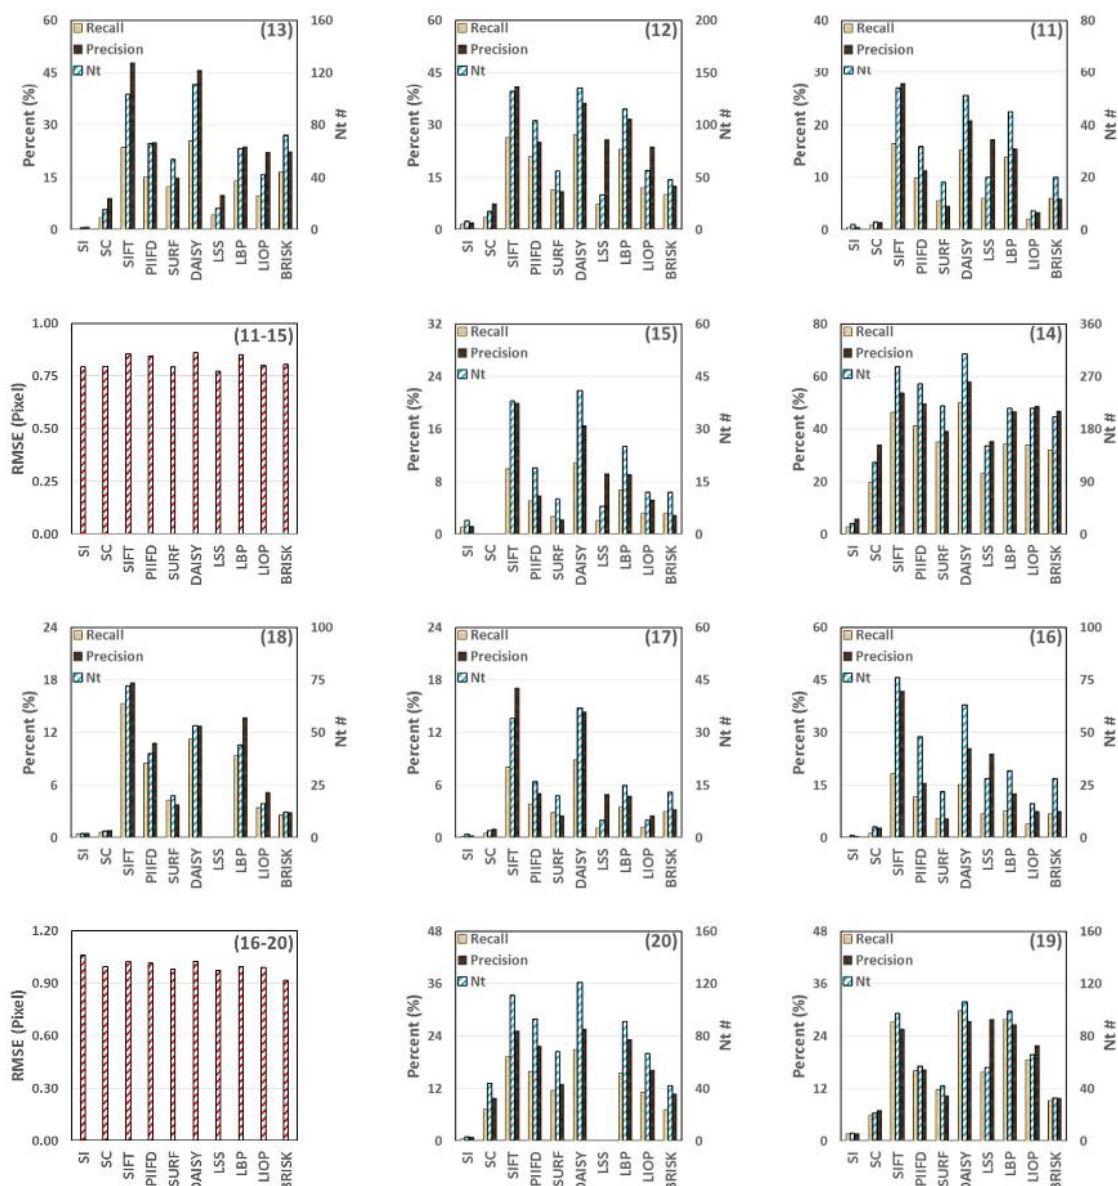 60 Recall (13) 160
Precision
45 Nt 120
30 80
15 40
0 0
Percent (%)
Nt #
SI SC SIFT PIIFD SURF DAISY LSS LBP LIOP BRISK
60 Recall (12) 200
Precision
45 Nt 150
30 100
15 50
0 0
Percent (%)
Nt #
SI SC SIFT PIIFD SURF DAISY LSS LBP LIOP BRISK
40 Recall (11) 80
Precision
30 Nt 60
20 40
10 20
0 0
Percent (%)
Nt #
SI SC SIFT PIIFD SURF DAISY LSS LBP LIOP BRISK
1.00 (11-15)
0.75
0.50
0.25
0.00
RMSE (Pixel)
SI SC SIFT PIIFD SURF DAISY LSS LBP LIOP BRISK
32 Recall (15) 60
Precision
24 Nt 45
16 30
8 15
0 0
Percent (%)
Nt #
SI SC SIFT PIIFD SURF DAISY LSS LBP LIOP BRISK
80 Recall (14) 360
Precision
60 Nt 270
40 180
20 90
0 0
Percent (%)
Nt #
SI SC SIFT PIIFD SURF DAISY LSS LBP LIOP BRISK
24 Recall (18) 100
Precision
18 Nt 75
12 50
6 25
0 0
Percent (%)
Nt #
SI SC SIFT PIIFD SURF DAISY LSS LBP LIOP BRISK
24 Recall (17) 60
Precision
18 Nt 45
12 30
6 15
0 0
Percent (%)
Nt #
SI SC SIFT PIIFD SURF DAISY LSS LBP LIOP BRISK
60 Recall (16) 100
Precision
45 Nt 75
30 50
15 25
0 0
Percent (%)
Nt #
SI SC SIFT PIIFD SURF DAISY LSS LBP LIOP BRISK
1.20 (16-20)
0.90
0.60
0.30
0.00
RMSE (Pixel)
SI SC SIFT PIIFD SURF DAISY LSS LBP LIOP BRISK
48 Recall (20) 160
Precision
36 Nt 120
24 80
12 40
0 0
Percent (%)
Nt #
SI SC SIFT PIIFD SURF DAISY LSS LBP LIOP BRISK
48 Recall (19) 160
Precision
36 Nt 120
24 80
12 40
0 0
Percent (%)
Nt #
SI SC SIFT PIIFD SURF DAISY LSS LBP LIOP BRISK